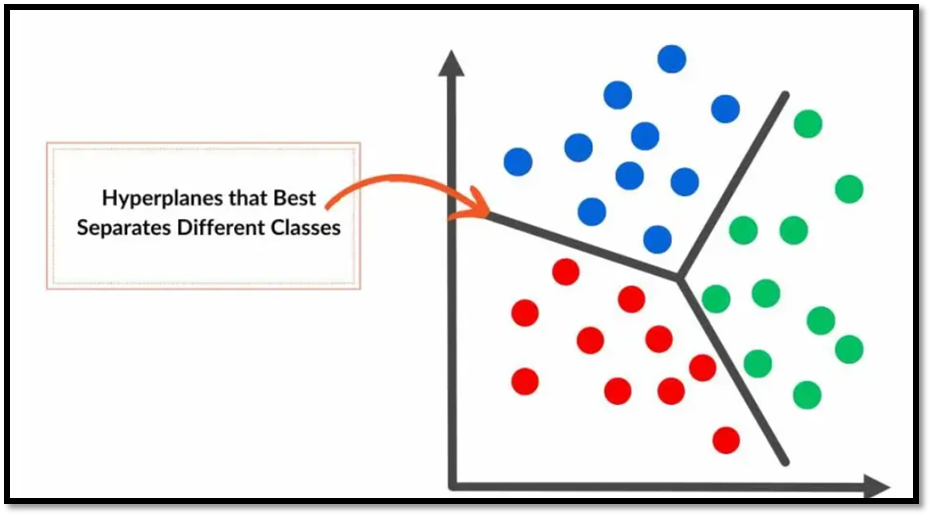 Hyperplanes that Best
Separates Different Classes